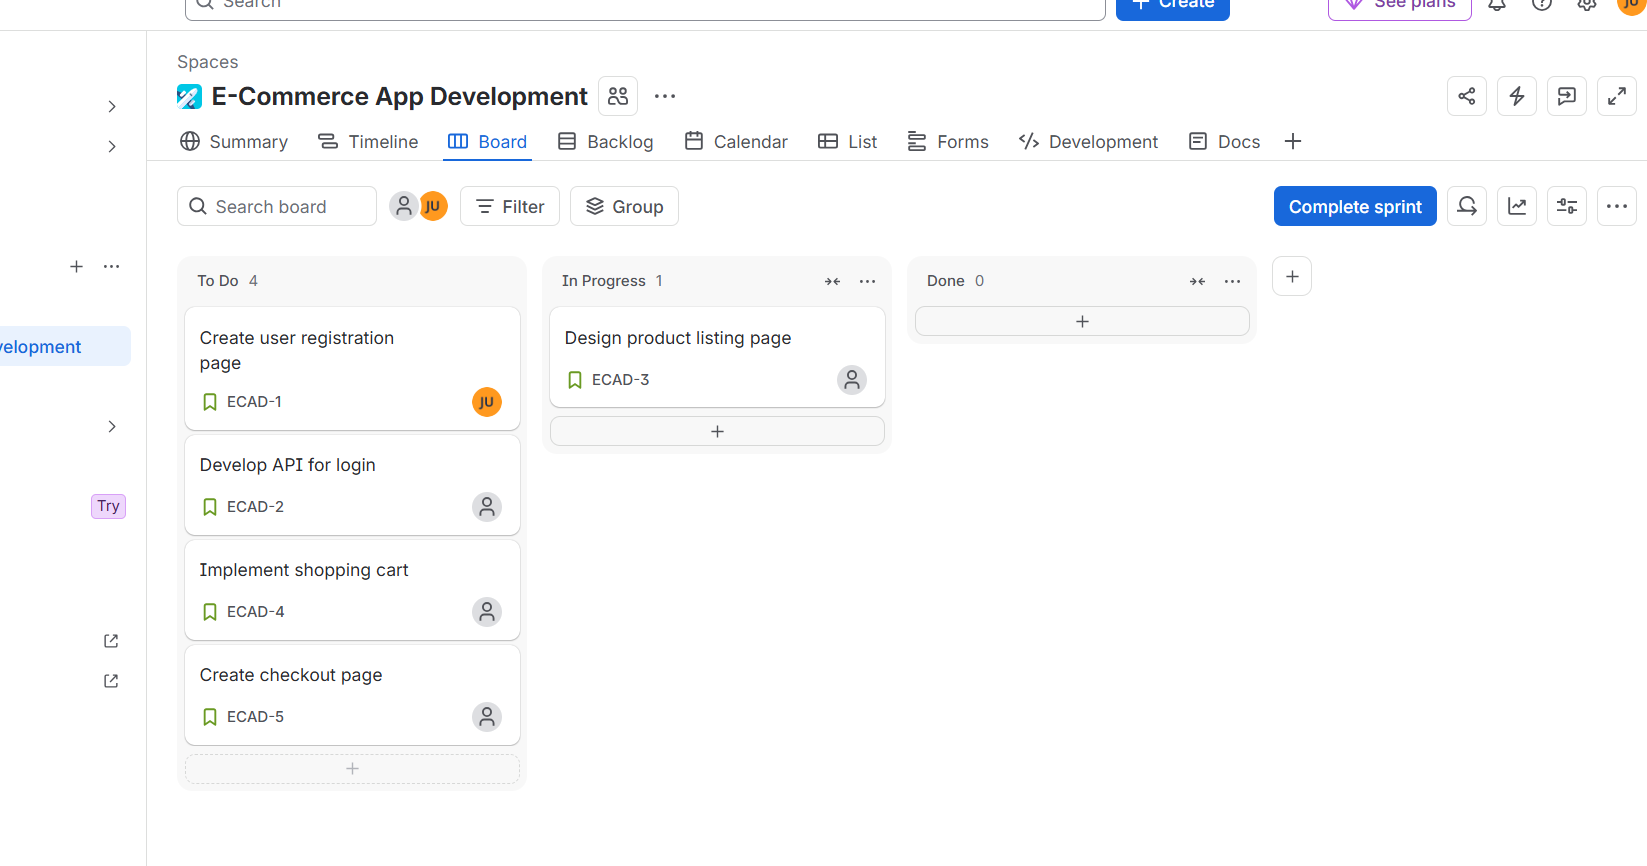 Search
Create
See plans
JU
Spaces
E-Commerce App Development
Summary
Timeline
Board
Backlog
Calendar
List
Forms
Development
Docs
Search board
JU
Filter
Group
Complete sprint
velopment
Try
To Do 4
Create user registration
page
ECAD-1
JU
Develop API for login
ECAD-2
Implement shopping cart
ECAD-4
Create checkout page
ECAD-5
In Progress 1
Design product listing page
ECAD-3
Done 0